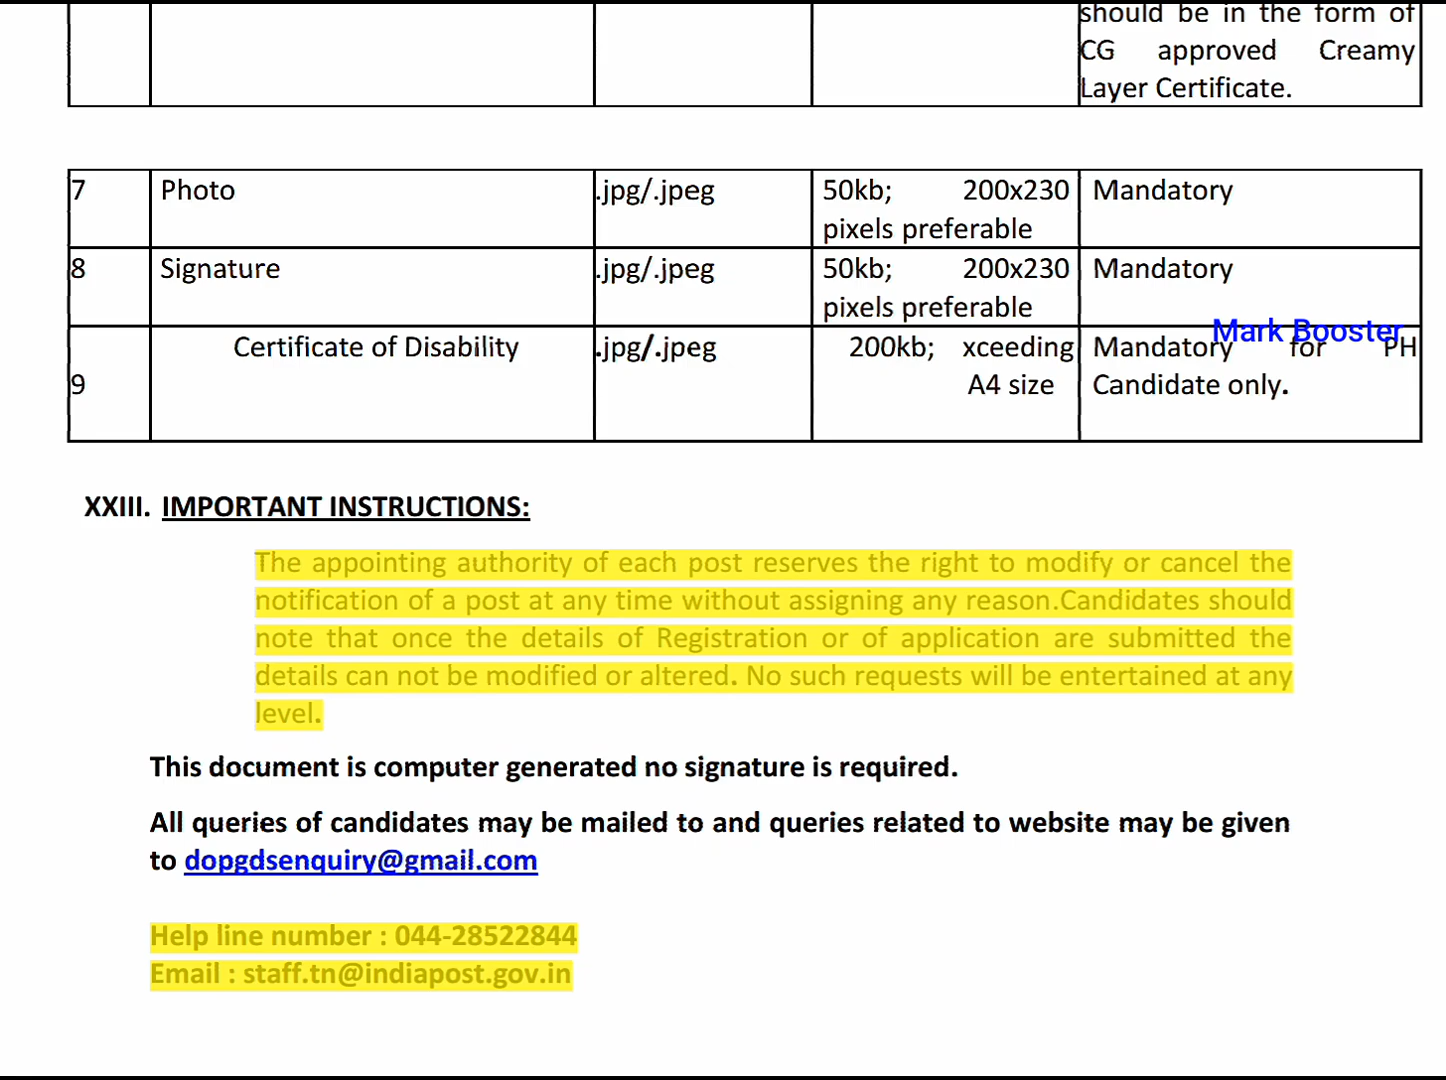 should be in the form of
CG approved Creamy
Layer Certificate.
7 Photo .jpg/.jpeg 50kb; 200x230 Mandatory
pixels preferable
8 Signature .jpg/.jpeg 50kb; 200x230 Mandatory
pixels preferable
Mark Booster
Certificate of Disability .jpg/.jpeg 200kb; xceeding Mandatory for PH
9 A4 size Candidate only.
XXIII. IMPORTANT INSTRUCTIONS:
The appointing authority of each post reserves the right to modify or cancel the
notification of a post at any time without assigning any reason.Candidates should
note that once the details of Registration or of application are submitted the
details can not be modified or altered. No such requests will be entertained at any
level.
This document is computer generated no signature is required.
All queries of candidates may be mailed to and queries related to website may be given
to dopgdsenquiry@gmail.com
Help line number : 044-28522844
Email : staff.tn@indiapost.gov.in